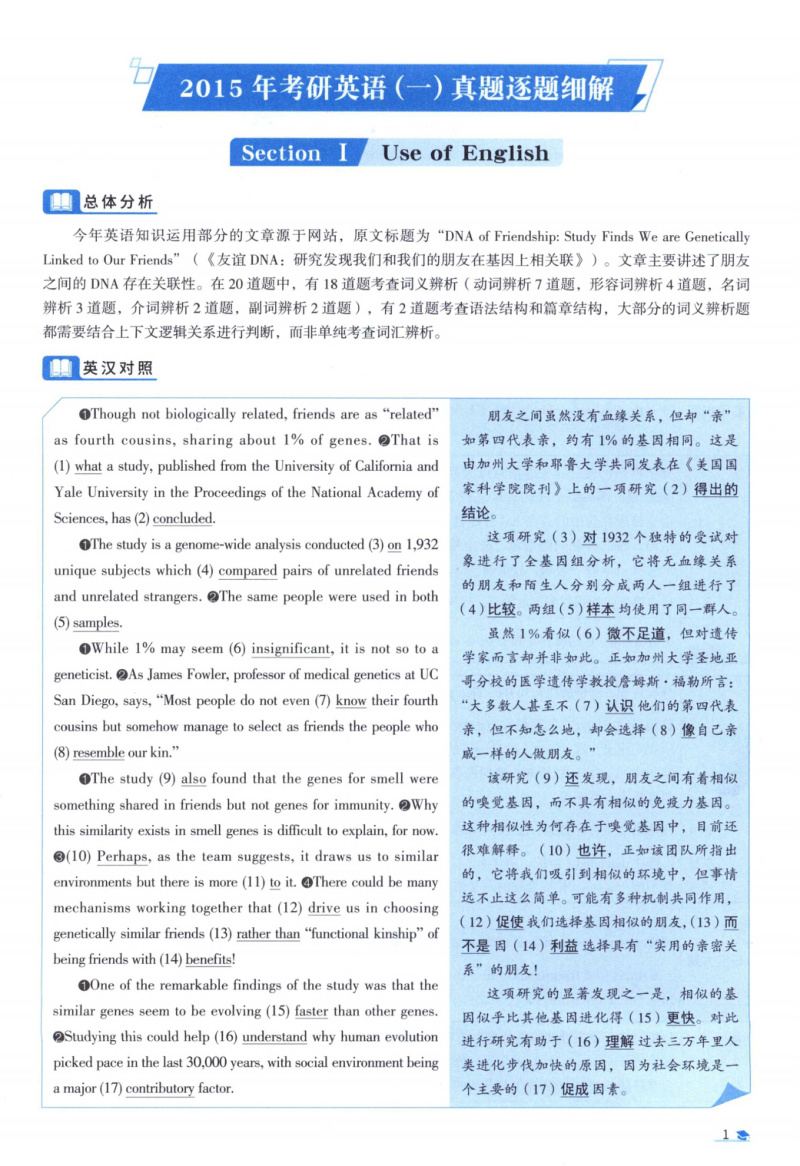 2015 年考研英语(一)真题逐题细解
Section Ⅰ Use of English
总体分析
今年英语知识运用部分的文章源于网站，原文标题为“DNA of Friendship: Study Finds We are Genetically
Linked to Our Friends”（《友谊 DNA：研究发现我们和我们的朋友在基因上相关联》）。文章主要讲述了朋友
之间的 DNA 存在关联性。在 20 道题中，有 18 道题考查词义辨析（动词辨析 7 道题，形容词辨析 4 道题，名词
辨析 3 道题，介词辨析 2 道题，副词辨析 2 道题），有 2 道题考查语法结构和篇章结构，大部分的词义辨析题
都需要结合上下文逻辑关系进行判断，而非单纯考查词汇辨析。
英汉对照
❶Though not biologically related, friends are as “related”
as fourth cousins, sharing about 1% of genes. ❷That is
(1) what a study, published from the University of California and
Yale University in the Proceedings of the National Academy of
Sciences, has (2) concluded.
❶The study is a genome-wide analysis conducted (3) on 1,932
unique subjects which (4) compared pairs of unrelated friends
and unrelated strangers. ❷The same people were used in both
(5) samples.
❶While 1% may seem (6) insignificant, it is not so to a
geneticist. ❷As James Fowler, professor of medical genetics at UC
San Diego, says, “Most people do not even (7) know their fourth
cousins but somehow manage to select as friends the people who
(8) resemble our kin.”
❶The study (9) also found that the genes for smell were
something shared in friends but not genes for immunity. ❷Why
this similarity exists in smell genes is difficult to explain, for now.
❸(10) Perhaps, as the team suggests, it draws us to similar
environments but there is more (11) to it. ❹There could be many
mechanisms working together that (12) drive us in choosing
genetically similar friends (13) rather than “functional kinship” of
being friends with (14) benefits!
❶One of the remarkable findings of the study was that the
similar genes seem to be evolving (15) faster than other genes.
❷Studying this could help (16) understand why human evolution
picked pace in the last 30,000 years, with social environment being
a major (17) contributory factor.
朋友之间虽然没有血缘关系，但却“亲”
如第四代表亲，约有 1% 的基因相同。这是
由加州大学和耶鲁大学共同发表在《美国国
家科学院院刊》上的一项研究（2）得出的
结论。
这项研究（3）对 1932 个独特的受试对
象进行了全基因组分析，它将无血缘关系
的朋友和陌生人分别分成两人一组进行了
（4）比较。两组（5）样本 均使用了同一群人。
虽然 1% 看似（6）微不足道，但对遗传
学家而言却并非如此。正如加州大学圣地亚
哥分校的医学遗传学教授詹姆斯·福勒所言：
“大多数人甚至不（7）认识 他们的第四代表
亲，但不知怎么地，却会选择（8）像自己亲
戚一样的人做朋友。”
该研究（9）还发现，朋友之间有着相似
的嗅觉基因，而不具有相似的免疫力基因。
这种相似性为何存在于嗅觉基因中，目前还
很难解释。（10）也许，正如该团队所指出
的，它将我们吸引到相似的环境中，但事情
远不止这么简单。可能有多种机制共同作用，
（12）促使 我们选择基因相似的朋友，（13）而
不是 因（14）利益 选择具有“实用的亲密关
系”的朋友！
这项研究的显著发现之一是，相似的基
因似乎比其他基因进化得（15）更快。对此
进行研究有助于（16）理解 过去三万年里人
类进化步伐加快的原因，因为社会环境是一
个主要的（17）促成 因素。
1